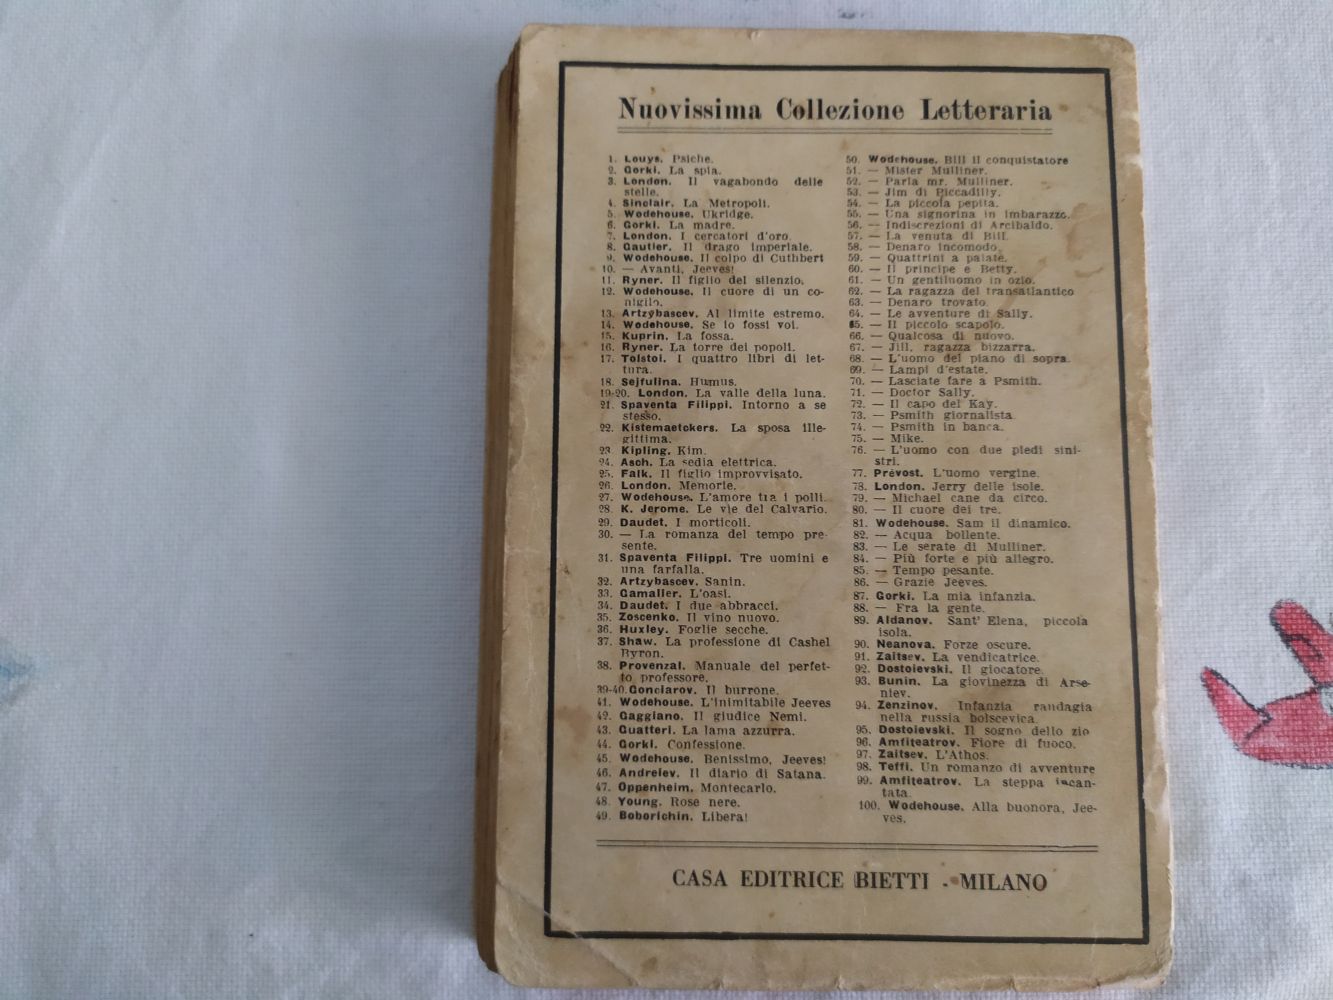 Nuovissima Collezione Letteraria
1. Louys. Psiche.
2. Gorki. La spia.
3. London. Il vagabondo delle
stelle.
4. Sinclair. La Metropoli.
5. Wodehouse. Ukridge.
6. Gorki. La madre.
7. London. I cercatori d'oro.
8. Gautier. Il drago imperiale.
9. Wodehouse. Il colpo di Cuthbert
10. — Avanti, Jeeves!
11. Ryner. Il figlio del silenzio.
12. Wodehouse. Il cuore di un co-
niglio.
13. Artzybascev. Al limite estremo.
14. Wodehouse. Se io fossi voi.
15. Kuprin. La fossa.
16. Ryner. La torre dei popoli.
17. Tolstoi. I quattro libri di let-
tura.
18. Sejfulina. Humus.
19-20. London. La valle della luna.
21. Spaventa Filippi. Intorno a se
stesso.
22. Kistemaetckers. La sposa ille-
gittima.
23. Kipling. Kim.
24. Asch. La sedia elettrica.
25. Falk. Il figlio improvvisato.
26. London. Memorie.
27. Wodehouse. L'amore tra i polli.
28. K. Jerome. Le vie del Calvario.
29. Daudet. I morticoli.
30. — La romanza del tempo pre-
sente.
31. Spaventa Filippi. Tre uomini e
una farfalla.
32. Artzybascev. Sanin.
33. Gamalier. L'oasi.
34. Daudet. I due abbracci.
35. Zoscenko. Il vino nuovo.
36. Huxley. Foglie secche.
37. Shaw. La professione di Cashel
Byron.
38. Provenzal. Manuale del perfet-
to professore.
39-40. Gonciarov. Il burrone.
41. Wodehouse. L'inimitabile Jeeves
42. Gaggiano. Il giudice Nemi.
43. Guatteri. La lama azzurra.
44. Gorki. Confessione.
45. Wodehouse. Benissimo, Jeeves!
46. Andreiev. Il diario di Satana.
47. Oppenheim. Montecarlo.
48. Young. Rose nere.
49. Boborichin. Libera!
50. Wodehouse. Bill il conquistatore
51. — Mister Mulliner.
52. — Parla mr. Mulliner.
53. — Jim di Piccadilly.
54. — La piccola pepita.
55. — Una signorina in imbarazzo.
56. — Indiscrezioni di Arcibaldo.
57. — La venuta di Bill.
58. — Denaro incomodo.
59. — Quattrini a palate.
60. — Il principe e Betty.
61. — Un gentiluomo in ozio.
62. — La ragazza del transatlantico
63. — Denaro trovato.
64. — Le avventure di Sally.
65. — Il piccolo scapolo.
66. — Qualcosa di nuovo.
67. — Jill, ragazza bizzarra.
68. — L'uomo del piano di sopra.
69. — Lampi d'estate.
70. — Lasciate fare a Psmith.
71. — Doctor Sally.
72. — Il capo del Kay.
73. — Psmith giornalista
74. — Psmith in banca.
75. — Mike.
76. — L'uomo con due piedi sini-
stri.
77. Prévost. L'uomo vergine.
78. London. Jerry delle isole.
79. — Michael cane da circo.
80. — Il cuore dei tre.
81. Wodehouse. Sam il dinamico.
82. — Acqua bollente.
83. — Le serate di Mulliner.
84. — Più forte e più allegro.
85. — Tempo pesante.
86. — Grazie Jeeves.
87. Gorki. La mia infanzia.
88. — Fra la gente.
89. Aldanov. Sant' Elena, piccola
isola.
90. Neanova. Forze oscure.
91. Zaitsev. La vendicatrice.
92. Dostoievski. Il giocatore
93. Bunin. La giovinezza di Arse-
niev.
94. Zenzinov. Infanzia randagia
nella russia bolscevica.
95. Dostoievski. Il sogno dello zio
96. Amfiteatrov. Fiore di fuoco.
97. Zaitsev. L'Athos.
98. Teffi. Un romanzo di avventure
99. Amfiteatrov. La steppa incan-
tata.
100. Wodehouse. Alla buonora, Jee-
ves.
CASA EDITRICE BIETTI - MILANO